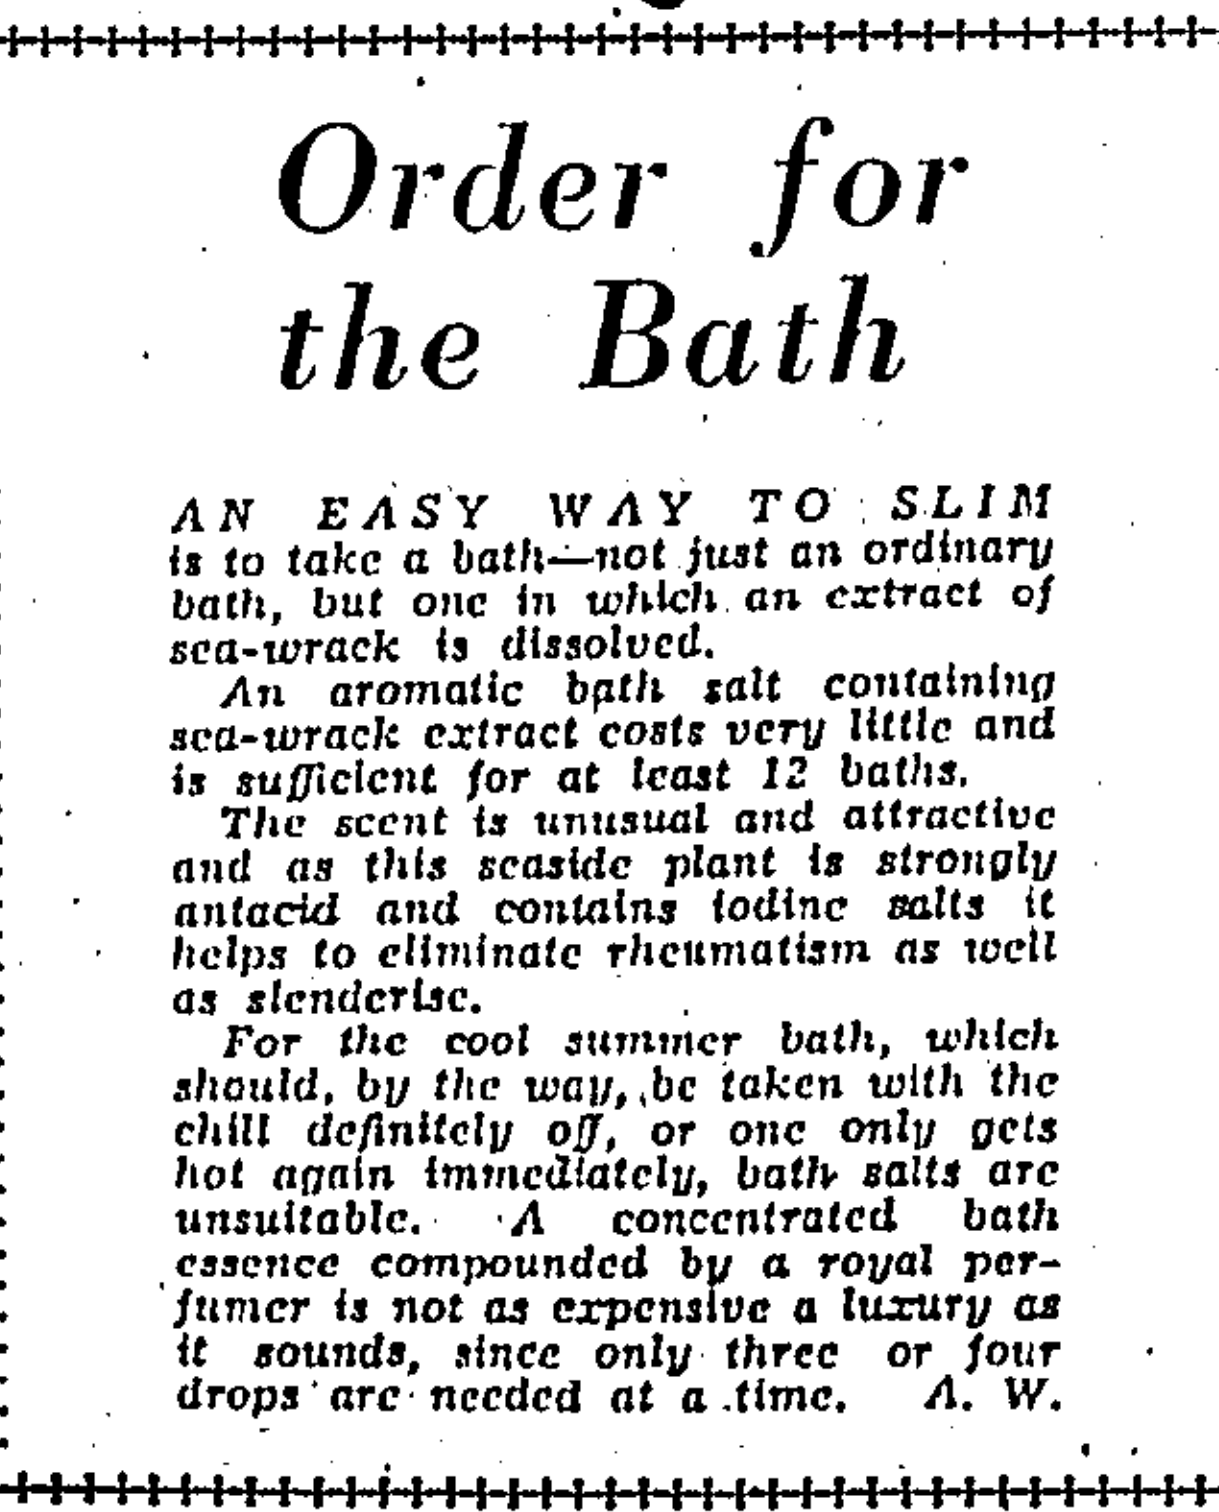 Order for
the Bath
AN EASY WAY TO SLIM
is to take a bath—not just an ordinary
bath, but one in which an extract of
sea-wrack is dissolved.
An aromatic bath salt containing
sea-wrack extract costs very little and
is sufficient for at least 12 baths.
The scent is unusual and attractive
and as this seaside plant is strongly
antacid and contains iodine salts it
helps to eliminate rheumatism as well
as slenderise.
For the cool summer bath, which
should, by the way, be taken with the
chill definitely off, or one only gets
hot again immediately, bath salts are
unsuitable. A concentrated bath
essence compounded by a royal per-
fumer is not as expensive a luxury as
it sounds, since only three or four
drops are needed at a time. A. W.